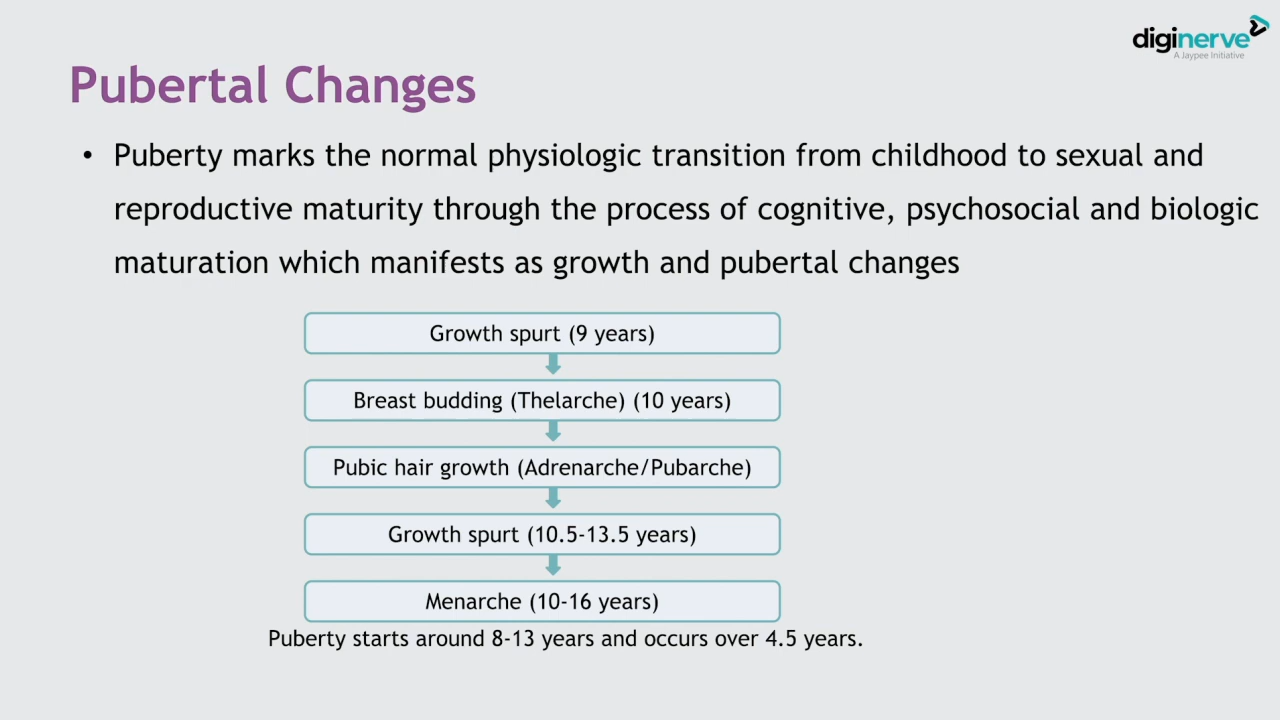 diginerve
A Jaypee Initiative
Pubertal Changes
• Puberty marks the normal physiologic transition from childhood to sexual and
reproductive maturity through the process of cognitive, psychosocial and biologic
maturation which manifests as growth and pubertal changes
Growth spurt (9 years)
Breast budding (Thelarche) (10 years)
Pubic hair growth (Adrenarche/Pubarche)
Growth spurt (10.5-13.5 years)
Menarche (10-16 years)
Puberty starts around 8-13 years and occurs over 4.5 years.